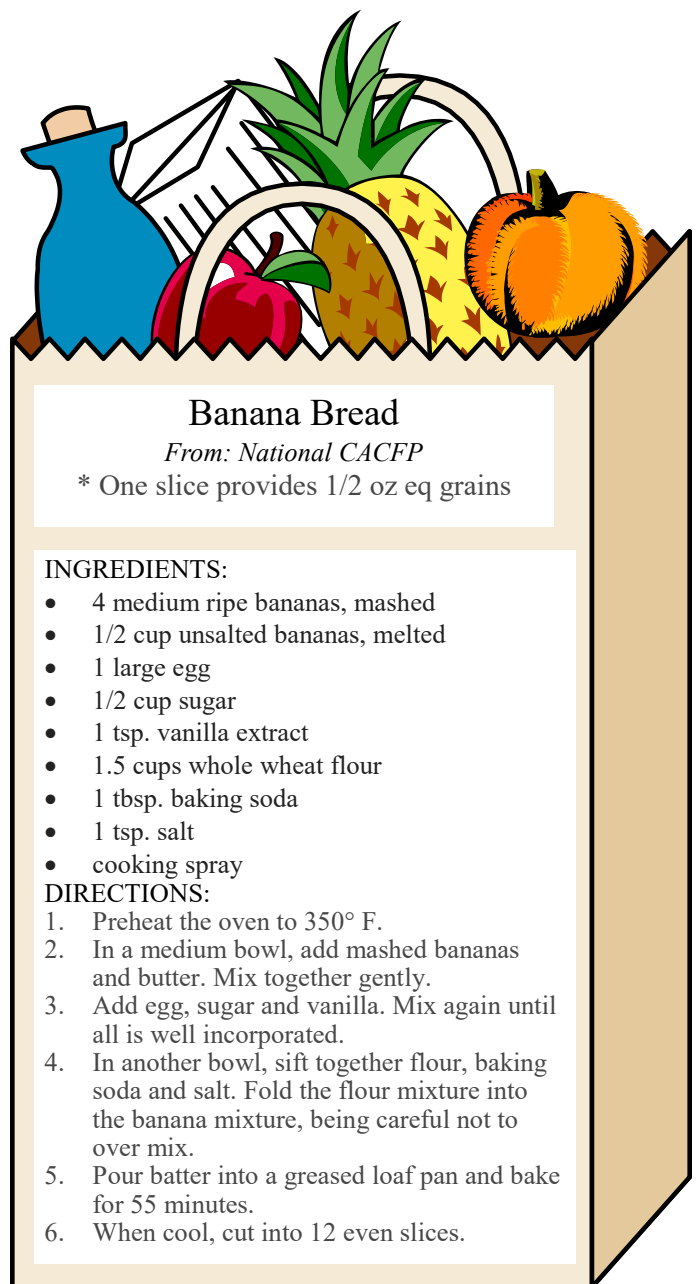 Banana Bread
From: National CACFP
* One slice provides 1/2 oz eq grains
INGREDIENTS:
• 4 medium ripe bananas, mashed
• 1/2 cup unsalted bananas, melted
• 1 large egg
• 1/2 cup sugar
• 1 tsp. vanilla extract
• 1.5 cups whole wheat flour
• 1 tbsp. baking soda
• 1 tsp. salt
• cooking spray
DIRECTIONS:
1. Preheat the oven to 350° F.
2. In a medium bowl, add mashed bananas
and butter. Mix together gently.
3. Add egg, sugar and vanilla. Mix again until
all is well incorporated.
4. In another bowl, sift together flour, baking
soda and salt. Fold the flour mixture into
the banana mixture, being careful not to
over mix.
5. Pour batter into a greased loaf pan and bake
for 55 minutes.
6. When cool, cut into 12 even slices.